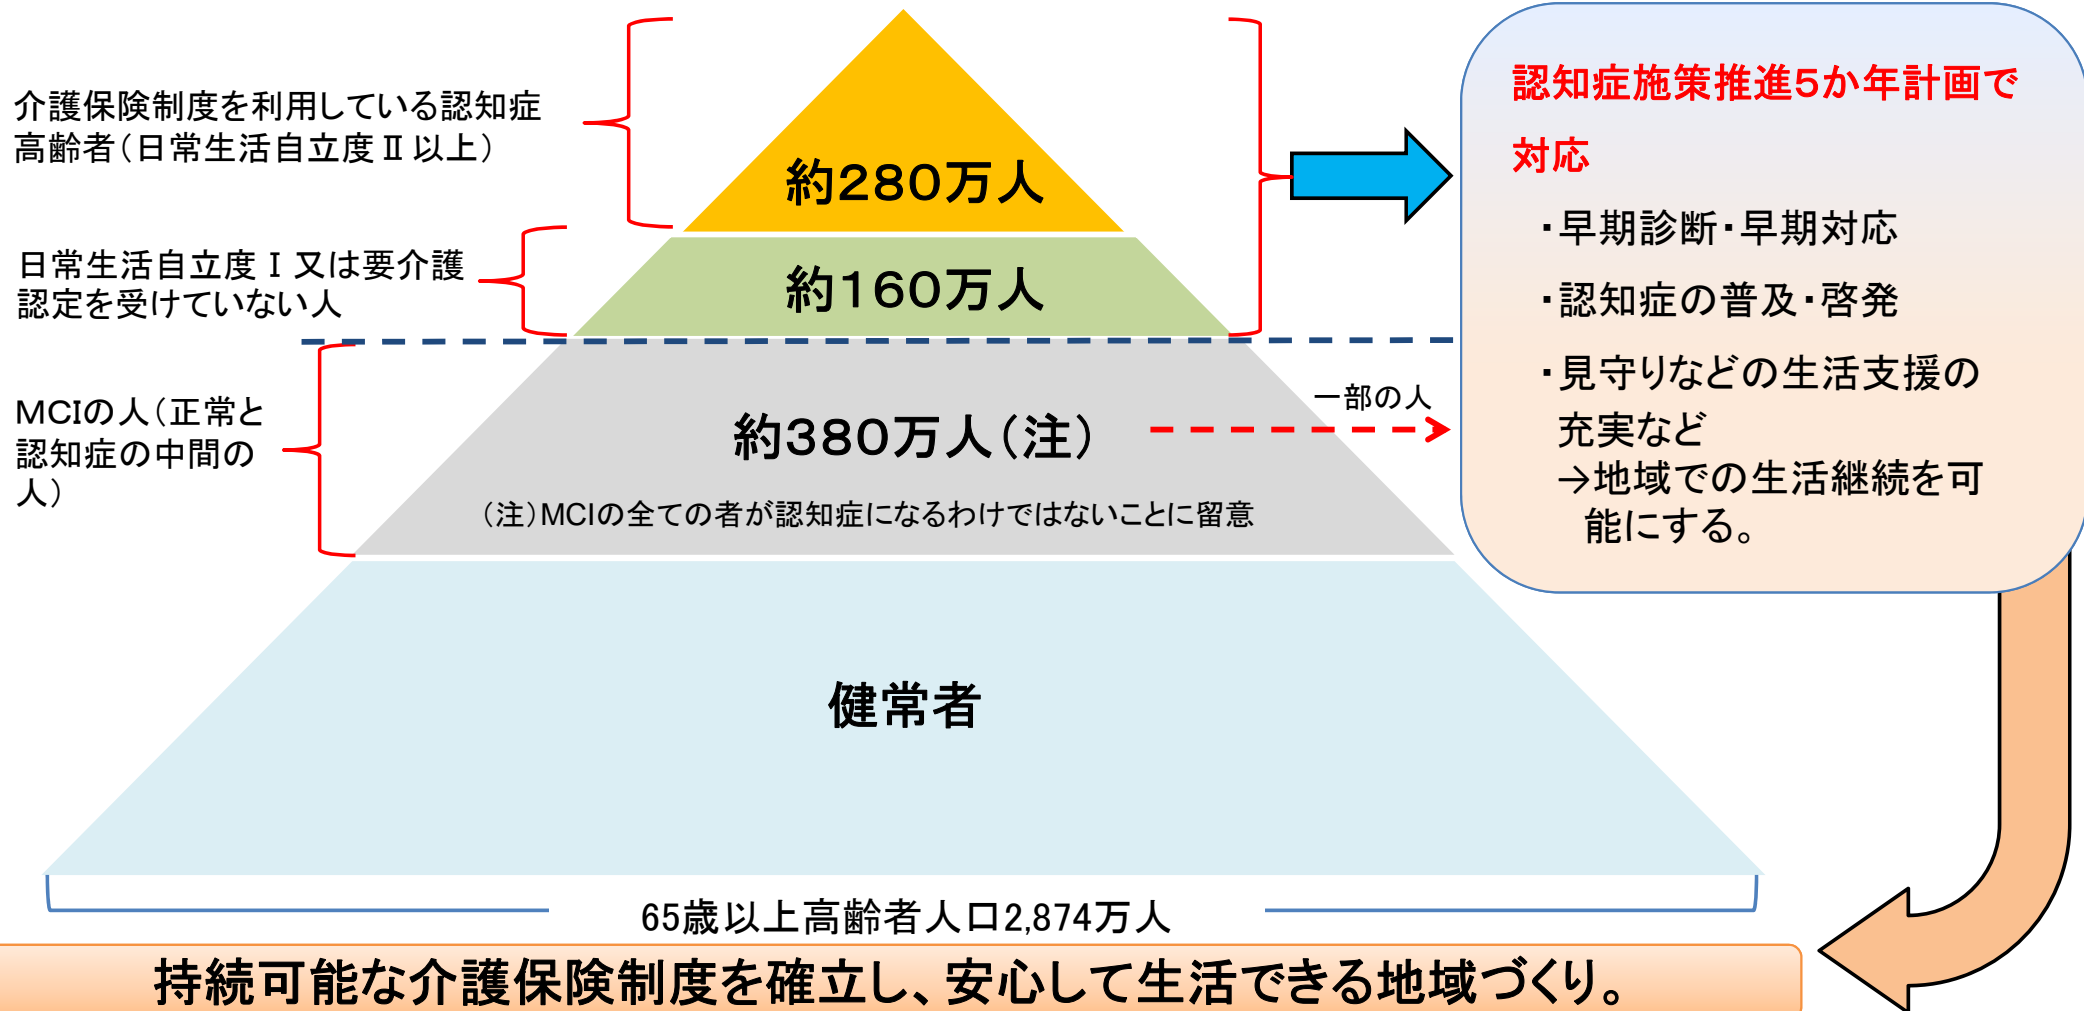 介護保険制度を利用している認知症
高齢者（日常生活自立度Ⅱ以上）
約280万人
日常生活自立度Ⅰ又は要介護
認定を受けていない人
約160万人
MCIの人（正常と
認知症の中間の
人）
約380万人（注）
（注）MCIの全ての者が認知症になるわけではないことに留意
一部の人
健常者
65歳以上高齢者人口2,874万人
認知症施策推進5か年計画で
対応
・早期診断・早期対応
・認知症の普及・啓発
・見守りなどの生活支援の
充実など
→地域での生活継続を可
能にする。
持続可能な介護保険制度を確立し、安心して生活できる地域づくり。